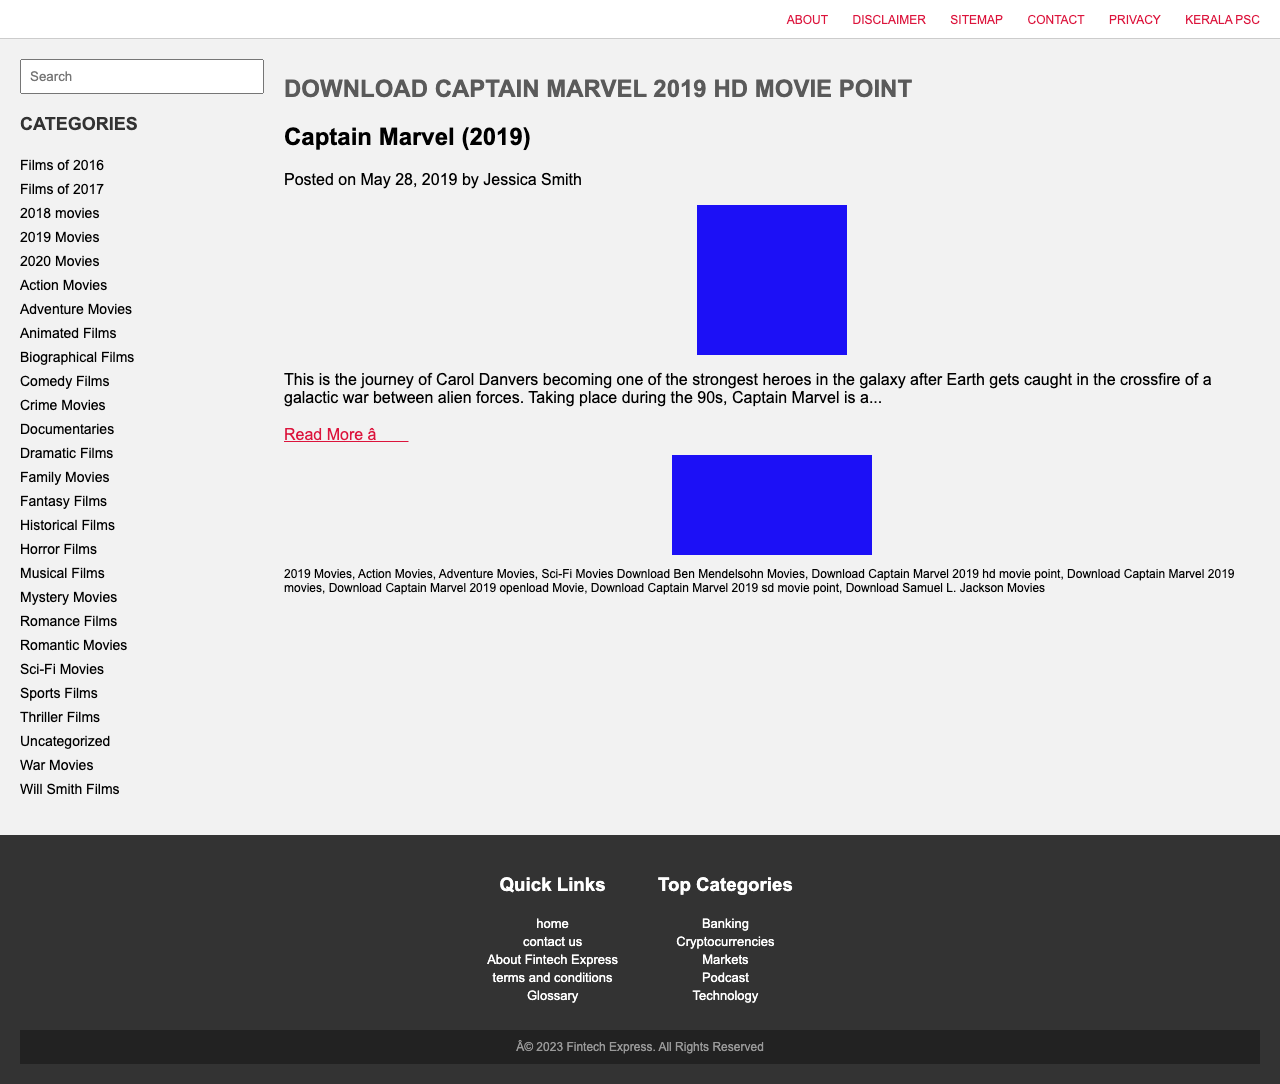 ABOUT DISCLAIMER SITEMAP CONTACT PRIVACY KERALA PSC
Search
CATEGORIES
Films of 2016
Films of 2017
2018 movies
2019 Movies
2020 Movies
Action Movies
Adventure Movies
Animated Films
Biographical Films
Comedy Films
Crime Movies
Documentaries
Dramatic Films
Family Movies
Fantasy Films
Historical Films
Horror Films
Musical Films
Mystery Movies
Romance Films
Romantic Movies
Sci-Fi Movies
Sports Films
Thriller Films
Uncategorized
War Movies
Will Smith Films
DOWNLOAD CAPTAIN MARVEL 2019 HD MOVIE POINT
Captain Marvel (2019)
Posted on May 28, 2019 by Jessica Smith
This is the journey of Carol Danvers becoming one of the strongest heroes in the galaxy after Earth gets caught in the crossfire of a
galactic war between alien forces. Taking place during the 90s, Captain Marvel is a...
Read More â
2019 Movies, Action Movies, Adventure Movies, Sci-Fi Movies Download Ben Mendelsohn Movies, Download Captain Marvel 2019 hd movie point, Download Captain Marvel 2019
movies, Download Captain Marvel 2019 openload Movie, Download Captain Marvel 2019 sd movie point, Download Samuel L. Jackson Movies
Quick Links
home
contact us
About Fintech Express
terms and conditions
Glossary
Top Categories
Banking
Cryptocurrencies
Markets
Podcast
Technology
Â© 2023 Fintech Express. All Rights Reserved